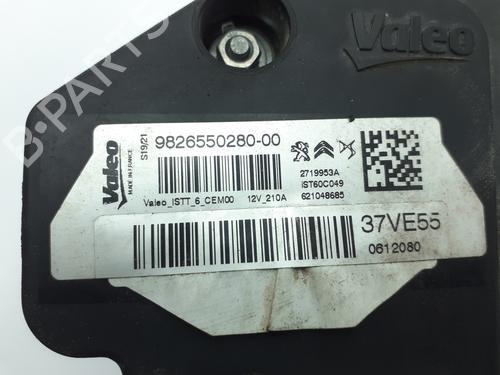 Valeo
B-PARTS
Valeo
MADE IN FRANCE
S19/21
9826550280-00
2719953A
iST60C049
621048685
Valeo_ISTT_6_CEM00 12V_210A
37VE55
0612080